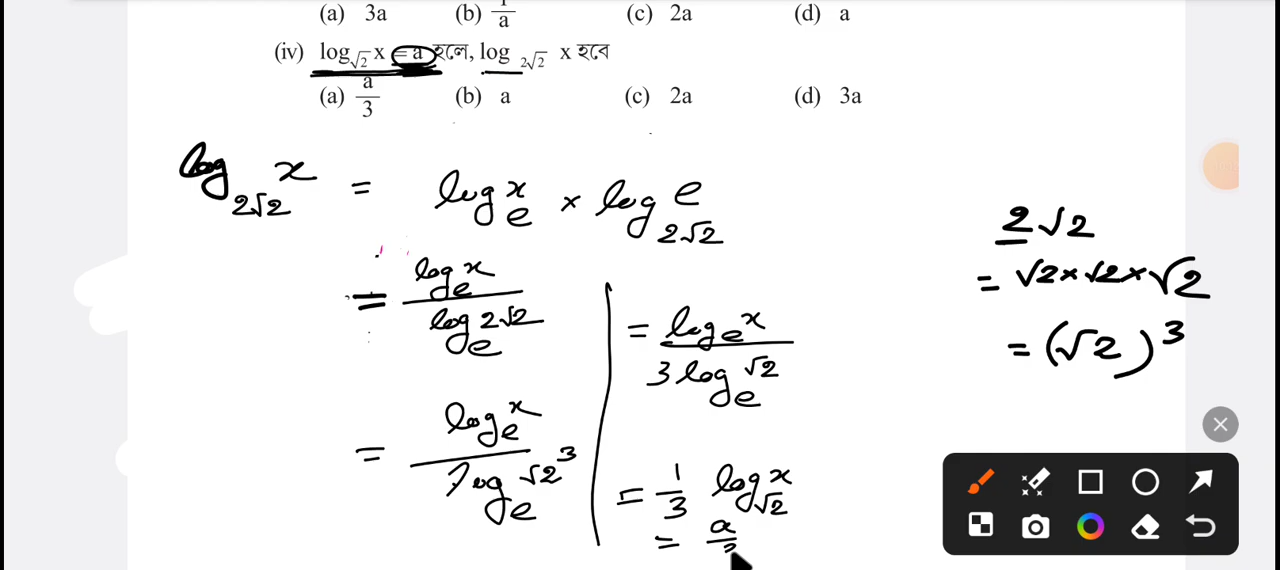 (a) 3a (b) 1/a (c) 2a (d) a
(iv) log_√2 x = a হলে, log_2√2 x হবে
(a) a/3 (b) a (c) 2a (d) 3a
log_2√2 x = log_e x × log_2√2 e
= log_e x / log_e 2√2
= log_e x / log_e √2³
= log_e x / 3 log_e √2
= 1/3 log_√2 x
= a/3
2√2
= √2 × √2 × √2
= (√2)³